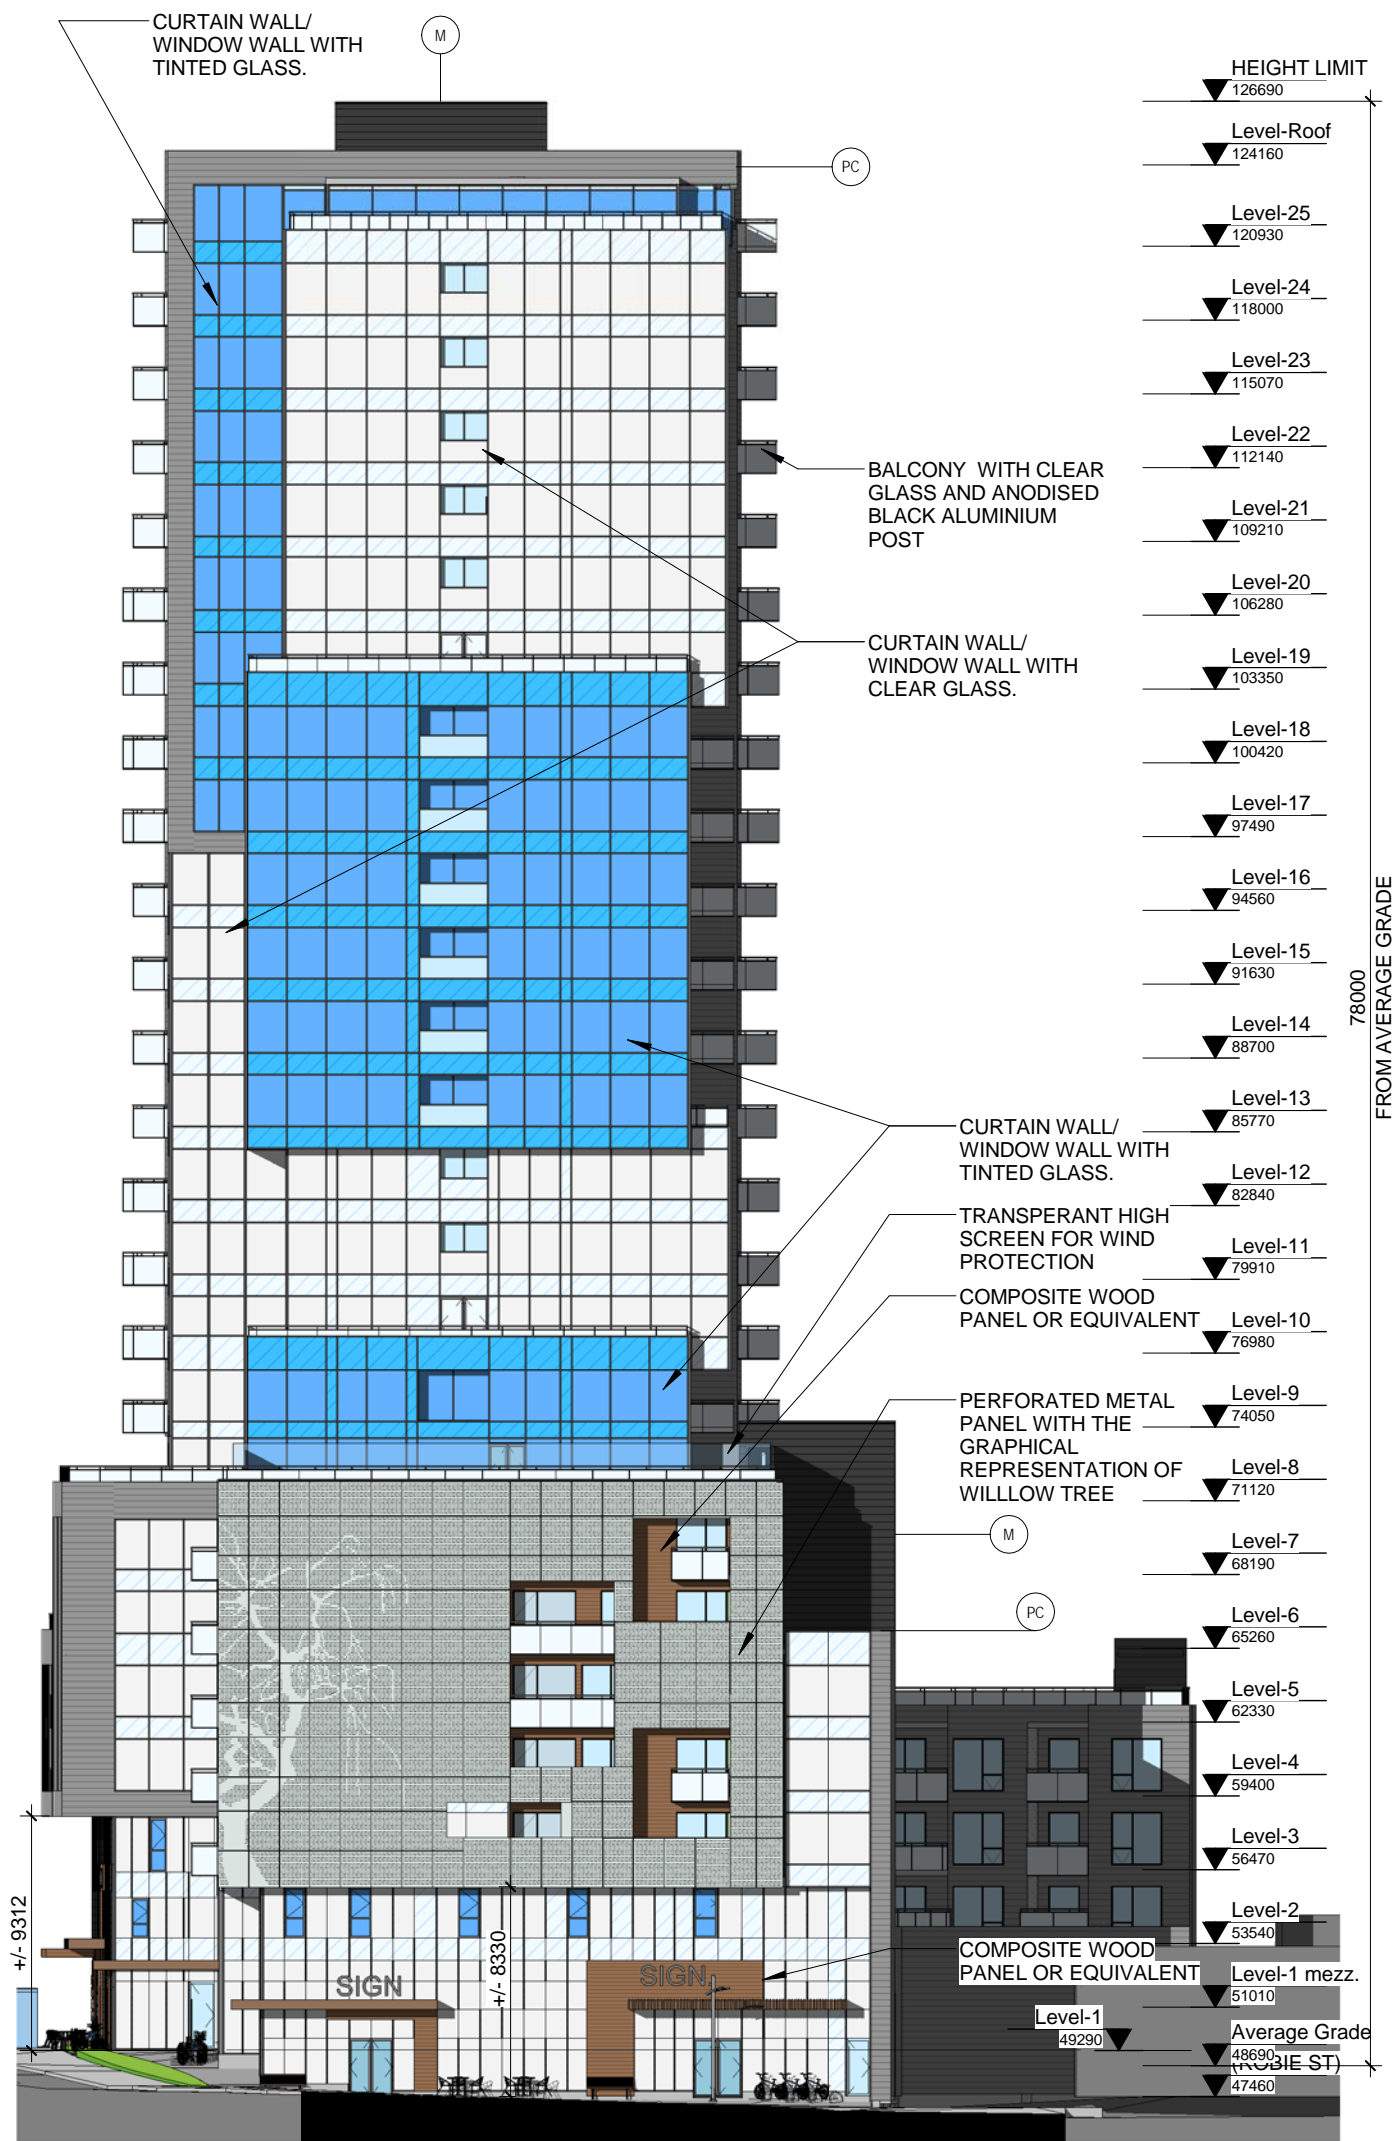 CURTAIN WALL/
WINDOW WALL WITH
TINTED GLASS.
M
HEIGHT LIMIT
126690
Level-Roof
124160
PC
Level-25
120930
Level-24
118000
Level-23
115070
Level-22
112140
BALCONY WITH CLEAR
GLASS AND ANODISED
BLACK ALUMINIUM
POST
Level-21
109210
Level-20
106280
CURTAIN WALL/
WINDOW WALL WITH
CLEAR GLASS.
Level-19
103350
Level-18
100420
Level-17
97490
Level-16
94560
Level-15
91630
78000
FROM AVERAGE GRADE
Level-14
88700
Level-13
85770
CURTAIN WALL/
WINDOW WALL WITH
TINTED GLASS.
Level-12
82840
TRANSPERANT HIGH
SCREEN FOR WIND
PROTECTION
Level-11
79910
COMPOSITE WOOD
PANEL OR EQUIVALENT
Level-10
76980
PERFORATED METAL
PANEL WITH THE
GRAPHICAL
REPRESENTATION OF
WILLLOW TREE
Level-9
74050
Level-8
71120
M
Level-7
68190
PC
Level-6
65260
Level-5
62330
Level-4
59400
Level-3
56470
+/- 9312
+/- 8330
Level-2
53540
COMPOSITE WOOD
PANEL OR EQUIVALENT
SIGN
SIGN
Level-1 mezz.
51010
Level-1
49290
Average Grade
48690
(ROBIE ST)
47460